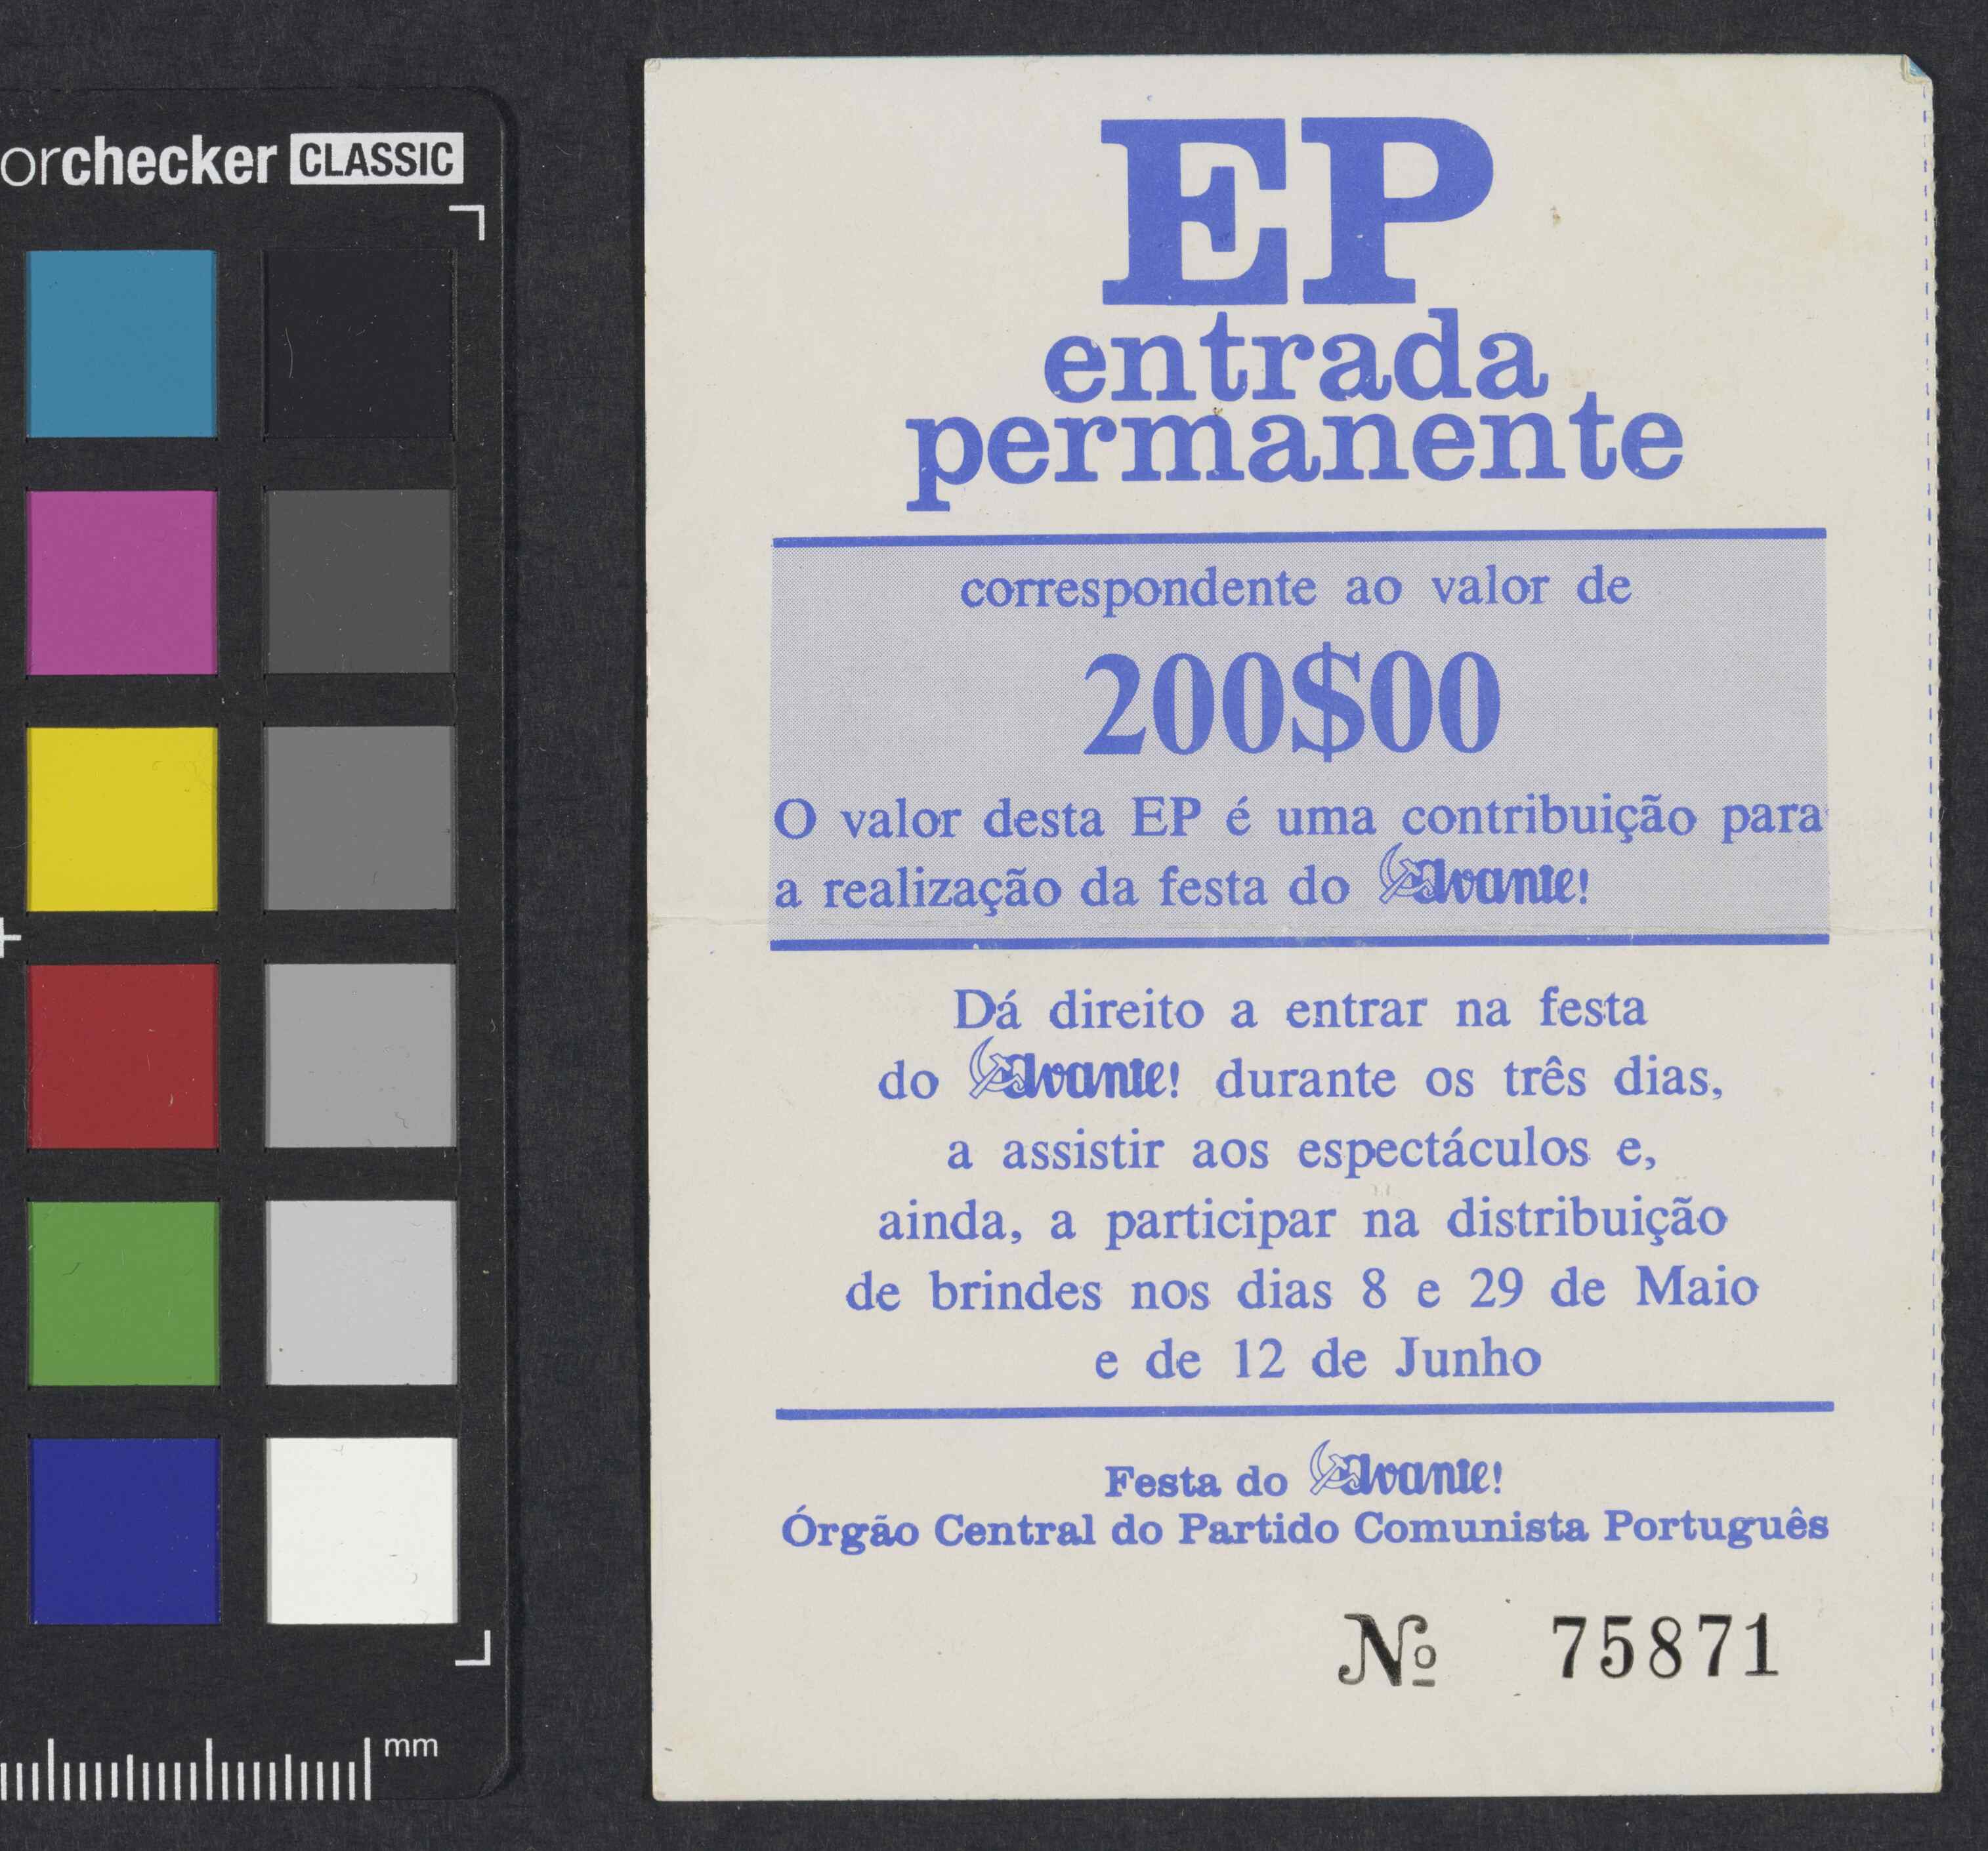 orchecker CLASSIC
mm
EP
entrada
permanente
correspondente ao valor de
200$00
O valor desta EP é uma contribuição para
a realização da festa do Avante!
Dá direito a entrar na festa
do Avante! durante os três dias,
a assistir aos espectáculos e,
ainda, a participar na distribuição
de brindes nos dias 8 e 29 de Maio
e de 12 de Junho
Festa do Avante!
Órgão Central do Partido Comunista Português
Nº 75871